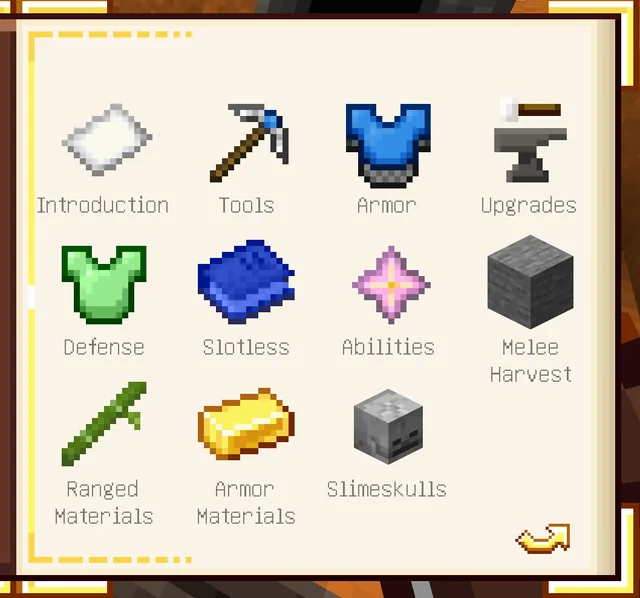 Introduction
Tools
Armor
Upgrades
Defense
Slotless
Abilities
Melee
Harvest
Ranged
Materials
Armor
Materials
Slimeskulls